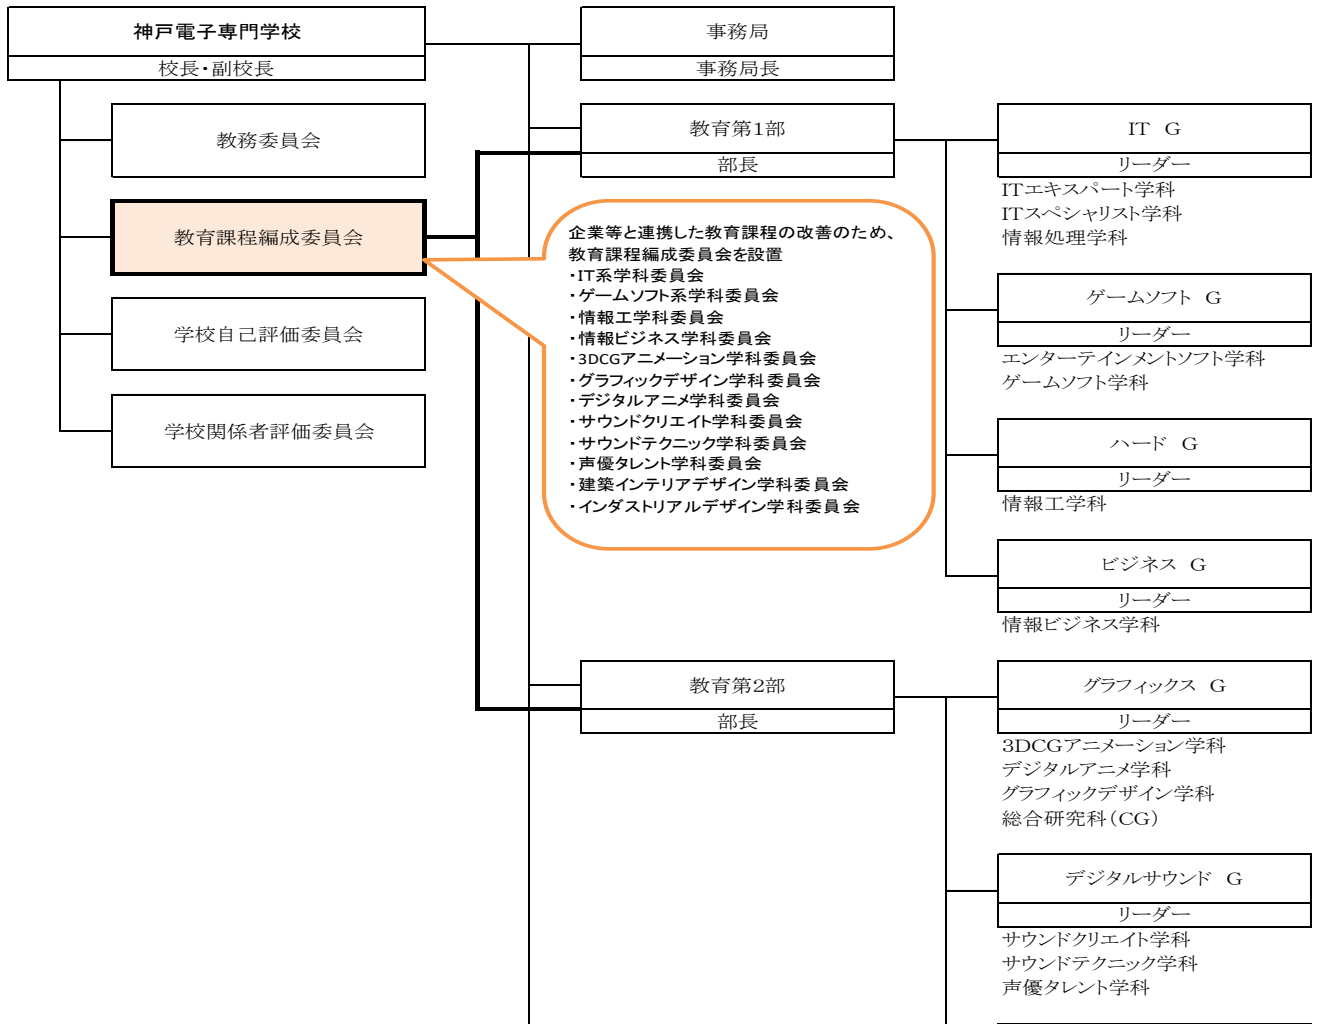 神戸電子専門学校
校長・副校長
教務委員会
教育課程編成委員会
学校自己評価委員会
学校関係者評価委員会
事務局
事務局長
教育第1部
部長
企業等と連携した教育課程の改善のため、
教育課程編成委員会を設置
・IT系学科委員会
・ゲームソフト系学科委員会
・情報工学科委員会
・情報ビジネス学科委員会
・3DCGアニメーション学科委員会
・グラフィックデザイン学科委員会
・デジタルアニメ学科委員会
・サウンドクリエイト学科委員会
・サウンドテクニック学科委員会
・声優タレント学科委員会
・建築インテリアデザイン学科委員会
・インダストリアルデザイン学科委員会
教育第2部
部長
IT G
リーダー
ITエキスパート学科
ITスペシャリスト学科
情報処理学科
ゲームソフト G
リーダー
エンターテインメントソフト学科
ゲームソフト学科
ハード G
リーダー
情報工学科
ビジネス G
リーダー
情報ビジネス学科
グラフィックス G
リーダー
3DCGアニメーション学科
デジタルアニメ学科
グラフィックデザイン学科
総合研究科(CG)
デジタルサウンド G
リーダー
サウンドクリエイト学科
サウンドテクニック学科
声優タレント学科